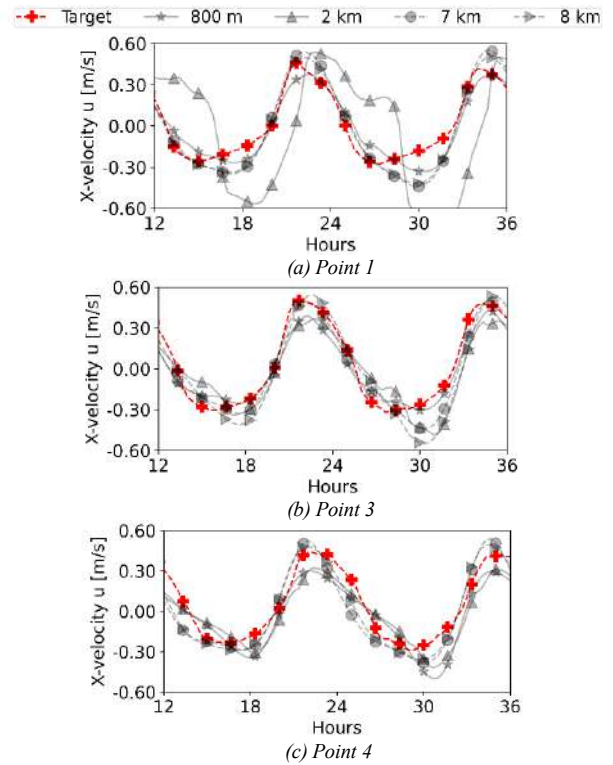 Target 800 m 2 km 7 km 8 km
X-velocity u [m/s]
0.60
0.30
0.00
-0.30
-0.60
12 18 24 30 36
Hours
(a) Point 1
X-velocity u [m/s]
0.60
0.30
0.00
-0.30
-0.60
12 18 24 30 36
Hours
(b) Point 3
X-velocity u [m/s]
0.60
0.30
0.00
-0.30
-0.60
12 18 24 30 36
Hours
(c) Point 4